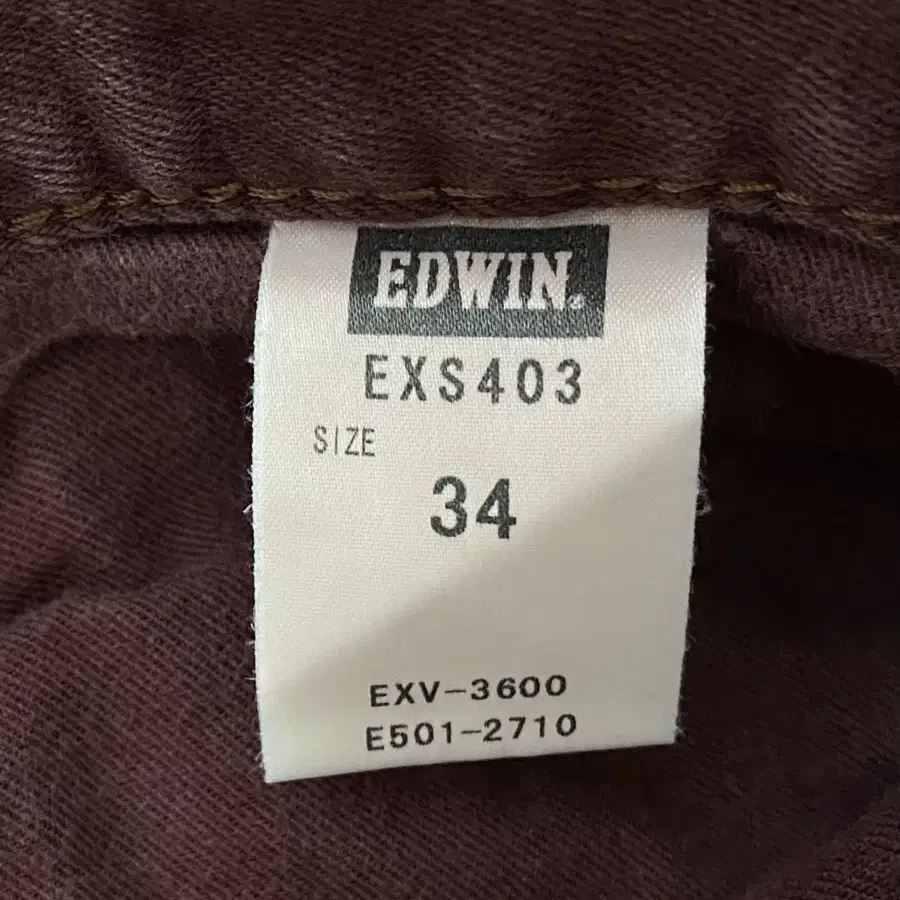 EDWIN.
EXS403
SIZE
34
EXV-3600
E501-2710